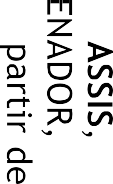 ASSIS,
ENADOR,
partir de